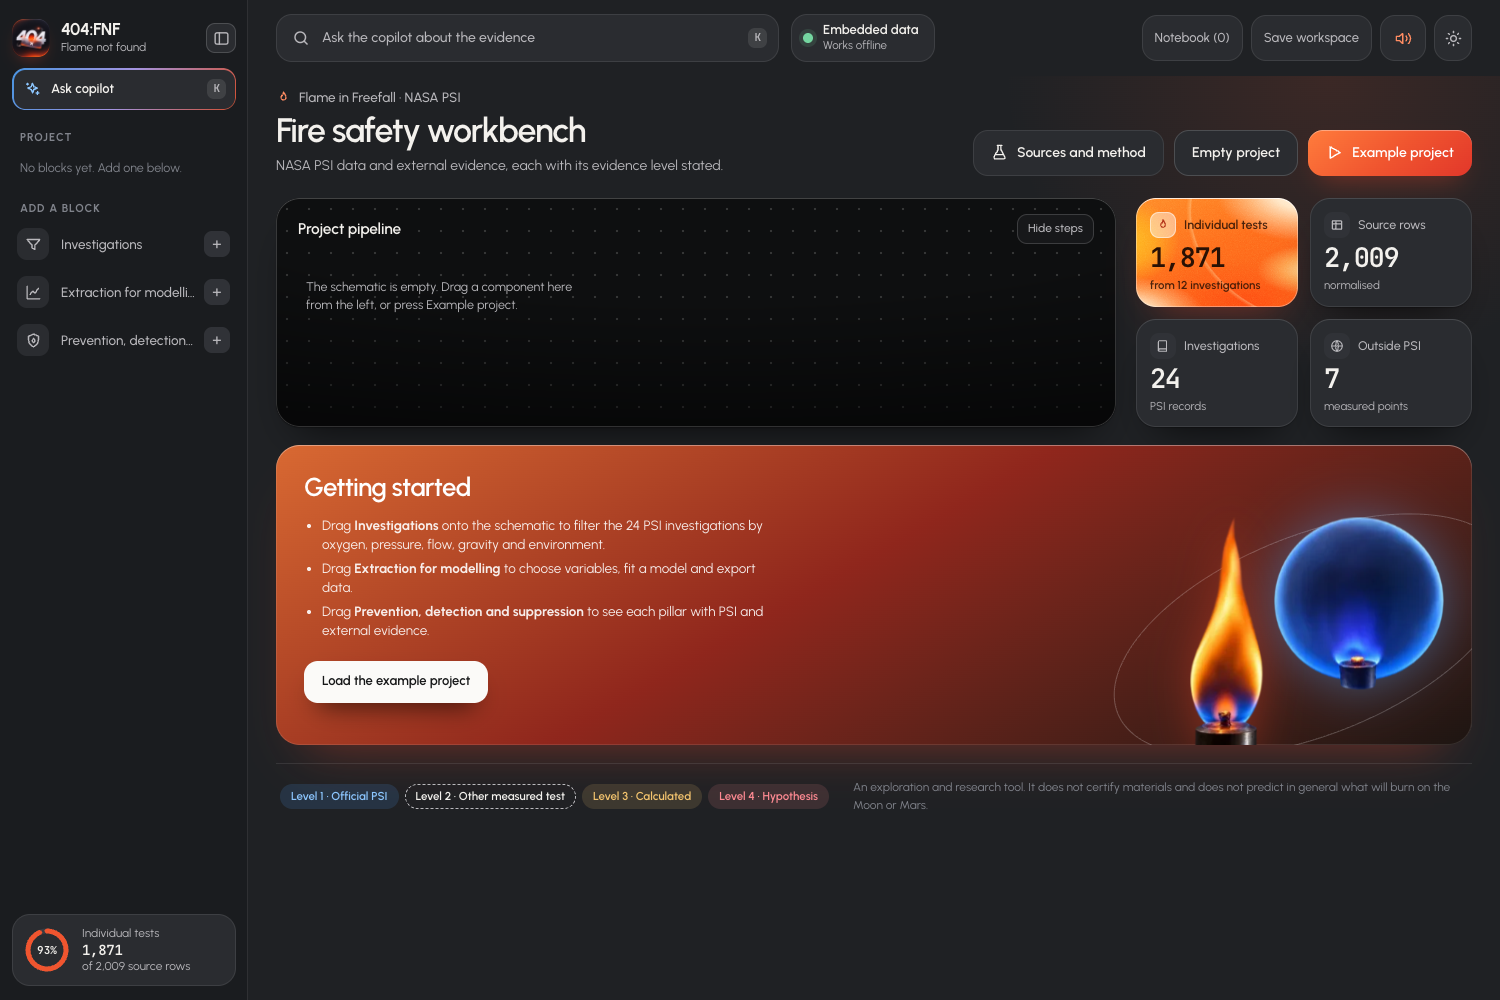 404:FNF
Flame not found
Ask copilot
K
PROJECT
No blocks yet. Add one below.
ADD A BLOCK
Investigations
Extraction for modelli...
Prevention, detection...
93%
Individual tests
1,871
of 2,009 source rows
Ask the copilot about the evidence
K
Embedded data
Works offline
Notebook (0)
Save workspace
Flame in Freefall · NASA PSI
Fire safety workbench
NASA PSI data and external evidence, each with its evidence level stated.
Sources and method
Empty project
Example project
Project pipeline
Hide steps
The schematic is empty. Drag a component here
from the left, or press Example project.
Individual tests
1,871
from 12 investigations
Source rows
2,009
normalised
Investigations
24
PSI records
Outside PSI
7
measured points
Getting started
• Drag Investigations onto the schematic to filter the 24 PSI investigations by
oxygen, pressure, flow, gravity and environment.
• Drag Extraction for modelling to choose variables, fit a model and export
data.
• Drag Prevention, detection and suppression to see each pillar with PSI and
external evidence.
Load the example project
Level 1 · Official PSI
Level 2 · Other measured test
Level 3 · Calculated
Level 4 · Hypothesis
An exploration and research tool. It does not certify materials and does not predict in general what will burn on the
Moon or Mars.